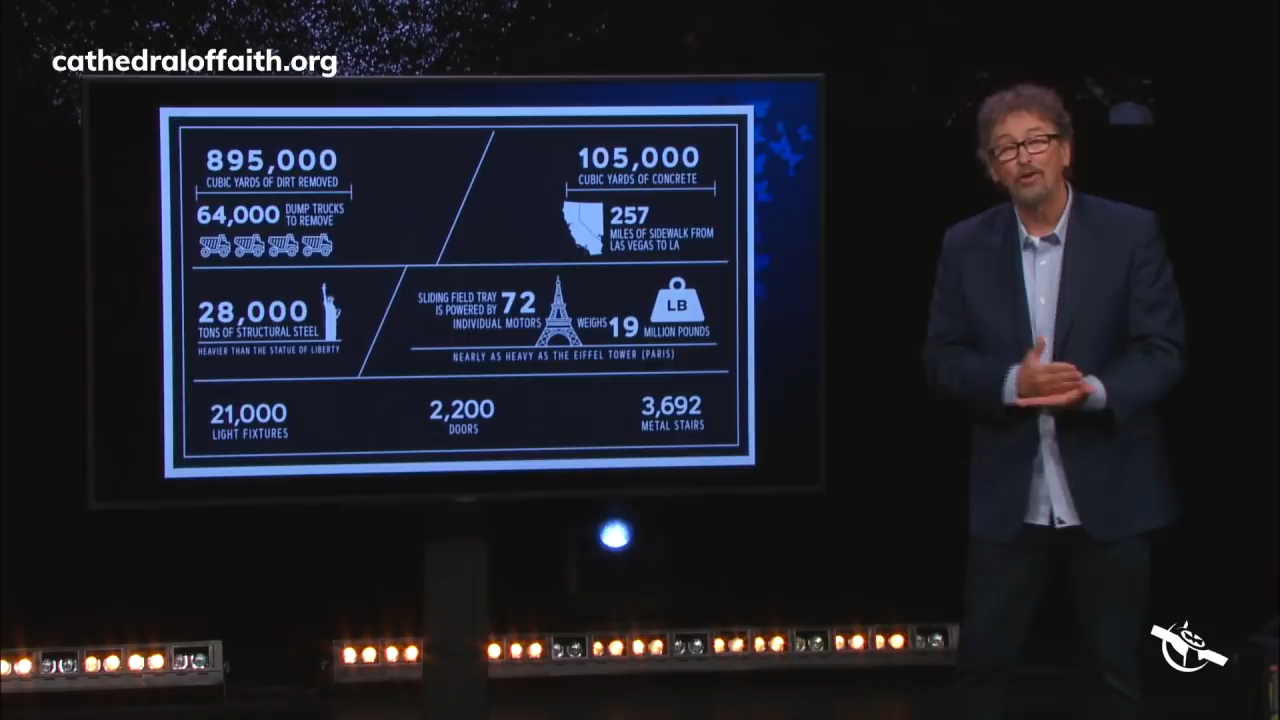 cathedraloffaith.org
895,000
CUBIC YARDS OF DIRT REMOVED
64,000 DUMP TRUCKS
TO REMOVE
105,000
CUBIC YARDS OF CONCRETE
257
MILES OF SIDEWALK FROM
LAS VEGAS TO LA
28,000
TONS OF STRUCTURAL STEEL
HEAVIER THAN THE STATUE OF LIBERTY
SLIDING FIELD TRAY
IS POWERED BY 72
INDIVIDUAL MOTORS
WEIGHS 19 MILLION POUNDS
LB
NEARLY AS HEAVY AS THE EIFFEL TOWER (PARIS)
21,000
LIGHT FIXTURES
2,200
DOORS
3,692
METAL STAIRS